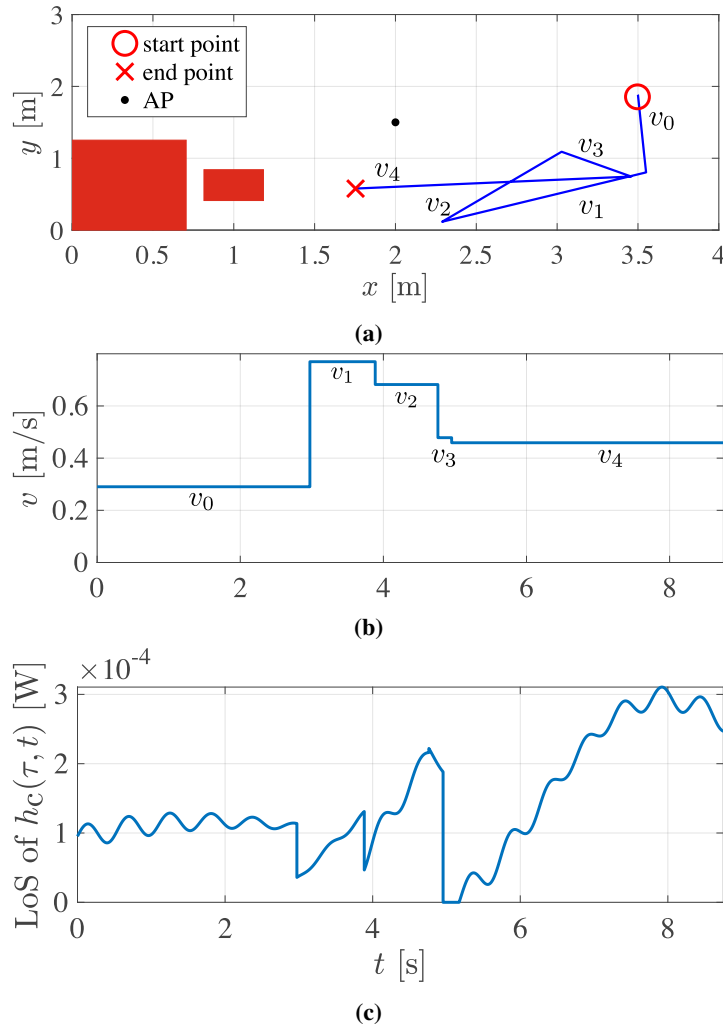 3
2
1
0
y [m]
start point
end point
AP
v₀
v₃
v₄
v₂
v₁
0 0.5 1 1.5 2 2.5 3 3.5 4
x [m]
(a)
0.6
0.4
0.2
0
v [m/s]
v₁
v₂
v₃
v₄
v₀
0 2 4 6 8
(b)
×10⁻⁴
3
2
1
0
LoS of h_C(τ, t) [W]
0 2 4 6 8
t [s]
(c)